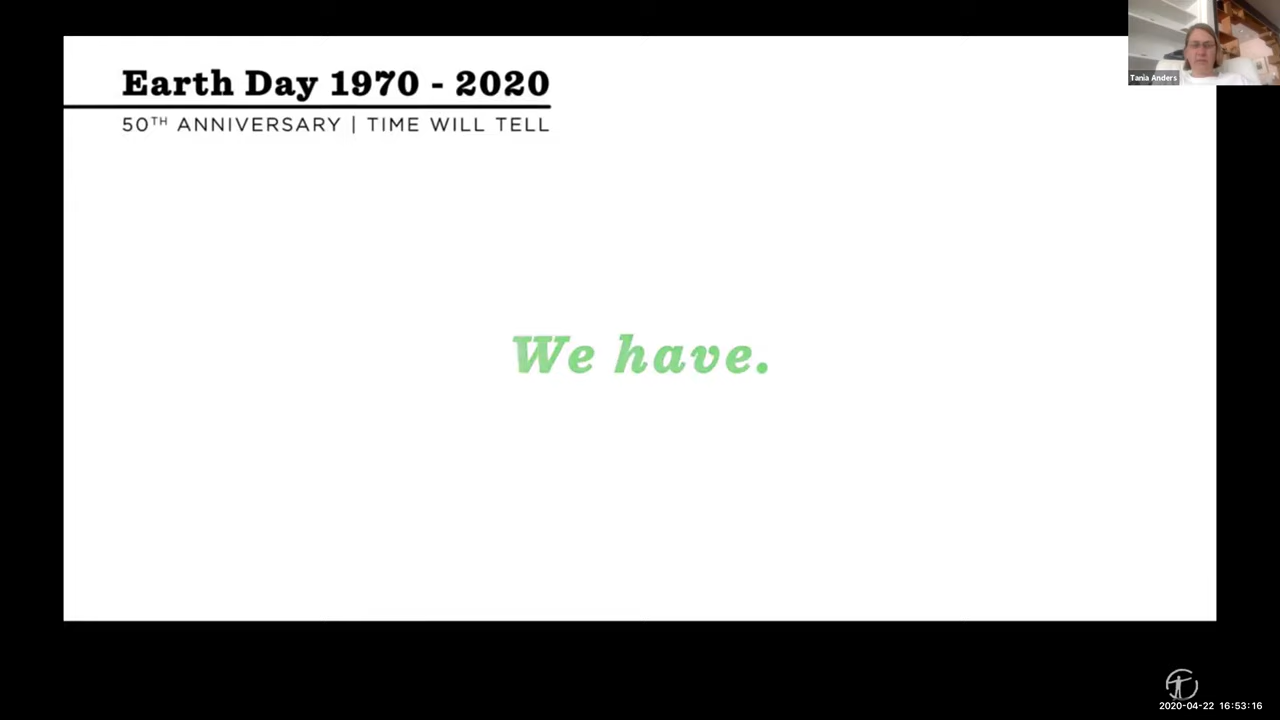 Earth Day 1970 - 2020
50TH ANNIVERSARY | TIME WILL TELL
Tania Anders
We have.
2020-04-22 16:53:16